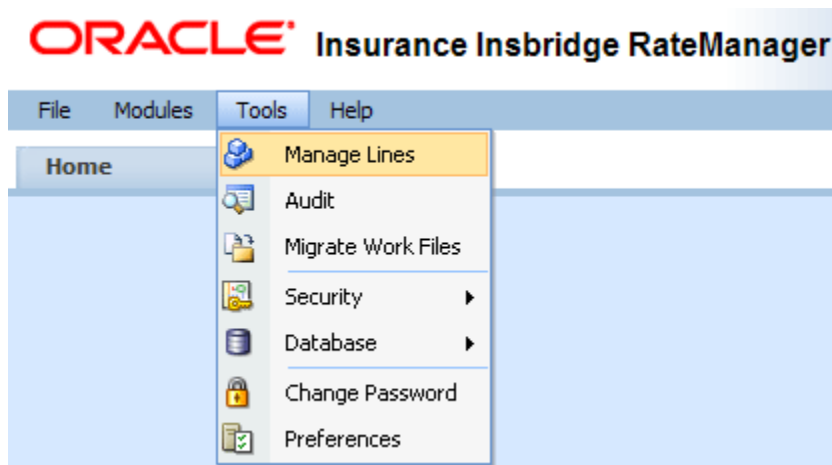 ORACLE® Insurance Insbridge RateManager
File Modules Tools Help
Home
Manage Lines
Audit
Migrate Work Files
Security
Database
Change Password
Preferences